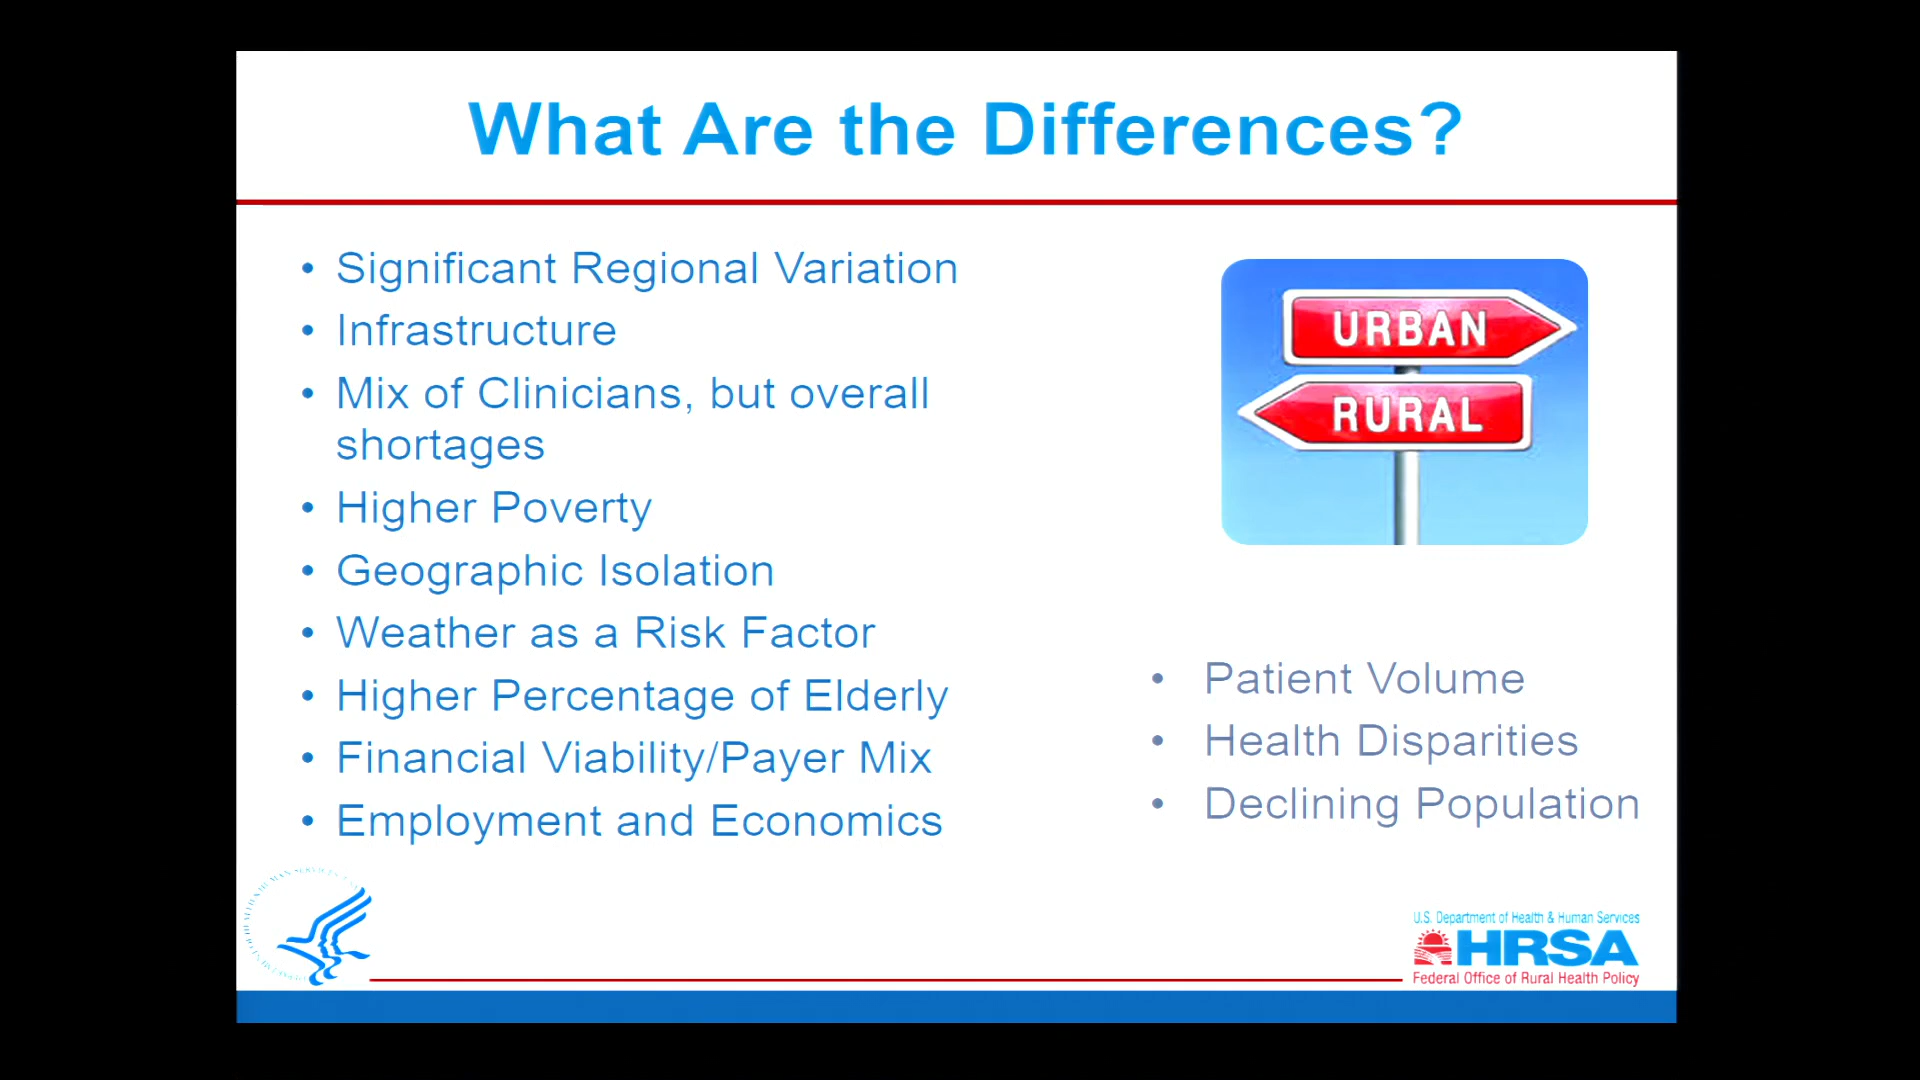 What Are the Differences?
• Significant Regional Variation
• Infrastructure
• Mix of Clinicians, but overall
shortages
• Higher Poverty
• Geographic Isolation
• Weather as a Risk Factor
• Higher Percentage of Elderly
• Financial Viability/Payer Mix
• Employment and Economics
URBAN
RURAL
• Patient Volume
• Health Disparities
• Declining Population
U.S. Department of Health & Human Services
HRSA
Federal Office of Rural Health Policy